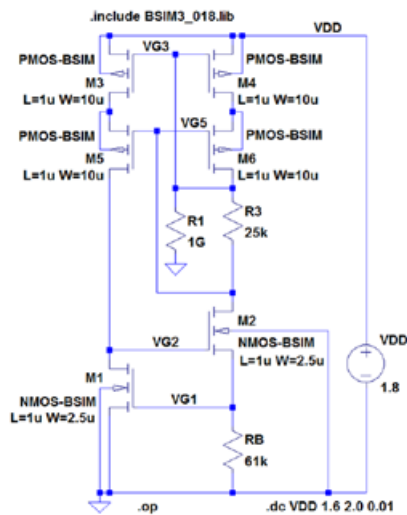 .include BSIM3_018.lib
VDD
PMOS-BSIM
VG3
PMOS-BSIM
M3
M4
L=1u W=10u
L=1u W=10u
PMOS-BSIM
VG5
PMOS-BSIM
M5
M6
L=1u W=10u
L=1u W=10u
R1
1G
R3
25k
M2
VG2
NMOS-BSIM
L=1u W=2.5u
VDD
1.8
M1
NMOS-BSIM
L=1u W=2.5u
VG1
RB
61k
.op
.dc VDD 1.6 2.0 0.01